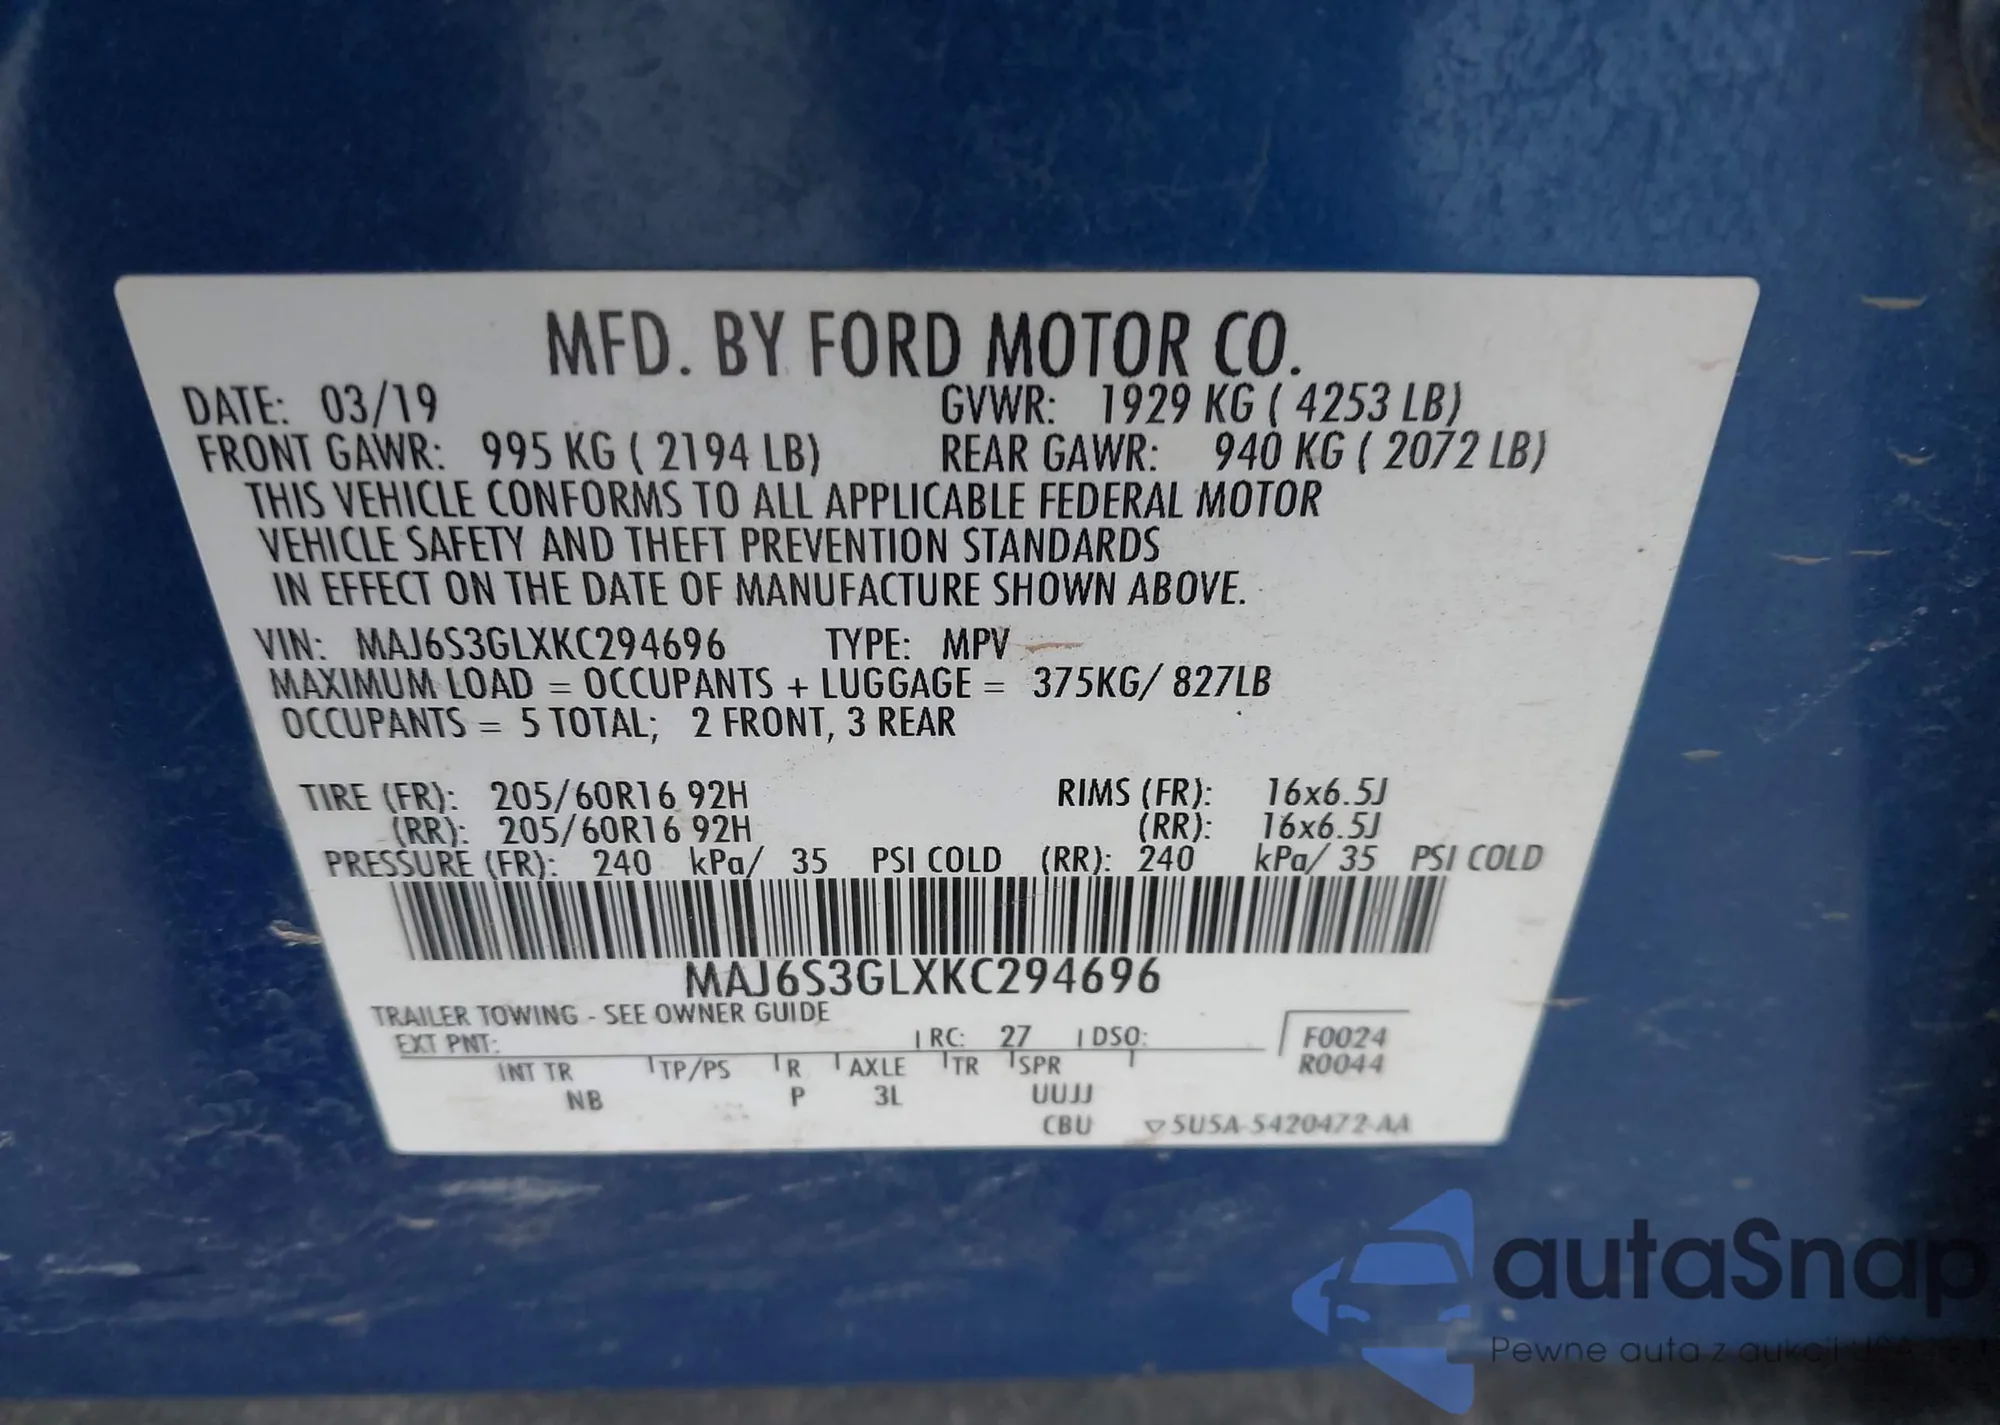 MFD. BY FORD MOTOR CO.
DATE: 03/19 GVWR: 1929 KG ( 4253 LB)
FRONT GAWR: 995 KG ( 2194 LB) REAR GAWR: 940 KG ( 2072 LB)
THIS VEHICLE CONFORMS TO ALL APPLICABLE FEDERAL MOTOR
VEHICLE SAFETY AND THEFT PREVENTION STANDARDS
IN EFFECT ON THE DATE OF MANUFACTURE SHOWN ABOVE.
VIN: MAJ6S3GLXKC294696 TYPE: MPV
MAXIMUM LOAD = OCCUPANTS + LUGGAGE = 375KG/ 827LB
OCCUPANTS = 5 TOTAL; 2 FRONT, 3 REAR
TIRE (FR): 205/60R16 92H RIMS (FR): 16x6.5J
(RR): 205/60R16 92H (RR): 16x6.5J
PRESSURE (FR): 240 kPa/ 35 PSI COLD (RR): 240 kPa/ 35 PSI COLD
MAJ6S3GLXKC294696
TRAILER TOWING - SEE OWNER GUIDE
EXT PNT: RC: 27 DSO: F0024
INT TR TP/PS R AXLE TR SPR R0044
NB P 3L UUJJ
CBU 5U5A-5420472-AA
autaSnap
Pewne auta z aukcji USA